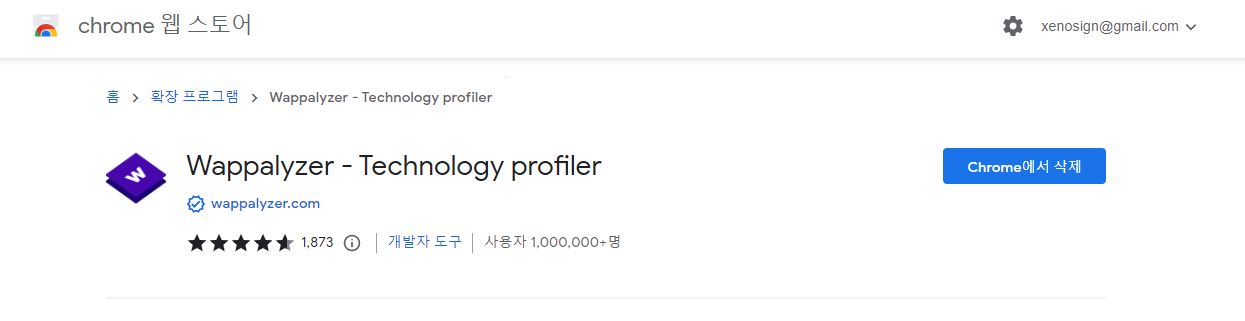 chrome 웹 스토어 xenosign@gmail.com
홈 > 확장 프로그램 > Wappalyzer - Technology profiler
W
Wappalyzer - Technology profiler
Chrome에서 삭제
wappalyzer.com
1,873 개발자 도구 사용자 1,000,000+명